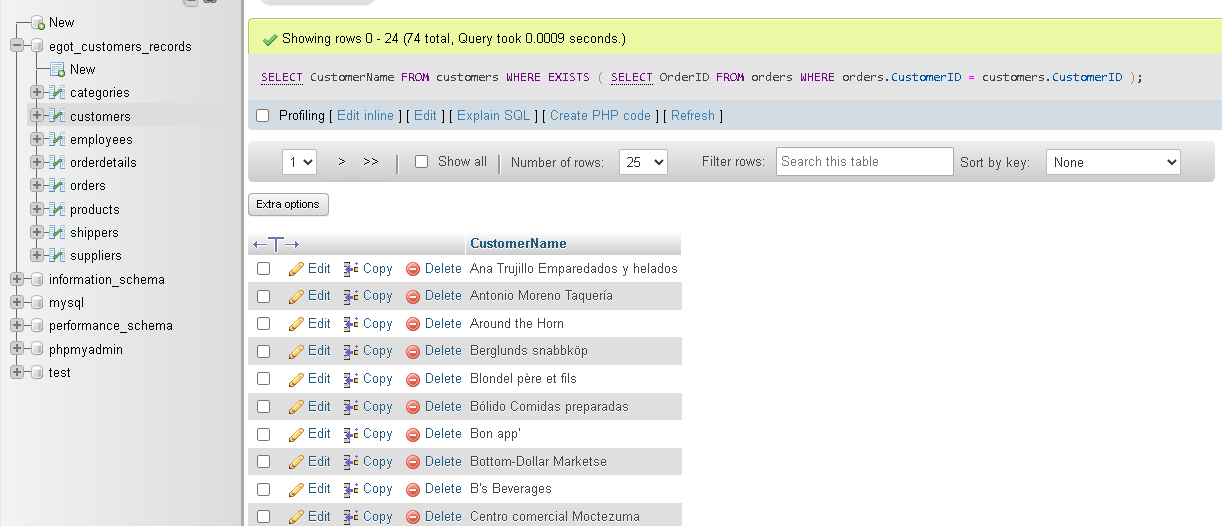 New
egot_customers_records
New
categories
customers
employees
orderdetails
orders
products
shippers
suppliers
information_schema
mysql
performance_schema
phpmyadmin
test
Showing rows 0 - 24 (74 total, Query took 0.0009 seconds.)
SELECT CustomerName FROM customers WHERE EXISTS ( SELECT OrderID FROM orders WHERE orders.CustomerID = customers.CustomerID );
Profiling [ Edit inline ] [ Edit ] [ Explain SQL ] [ Create PHP code ] [ Refresh ]
1 > >> | Show all | Number of rows: 25 Filter rows: Search this table Sort by key: None
Extra options
←T→ CustomerName
Edit Copy Delete Ana Trujillo Emparedados y helados
Edit Copy Delete Antonio Moreno Taquería
Edit Copy Delete Around the Horn
Edit Copy Delete Berglunds snabbköp
Edit Copy Delete Blondel père et fils
Edit Copy Delete Bólido Comidas preparadas
Edit Copy Delete Bon app'
Edit Copy Delete Bottom-Dollar Marketse
Edit Copy Delete B's Beverages
Edit Copy Delete Centro comercial Moctezuma